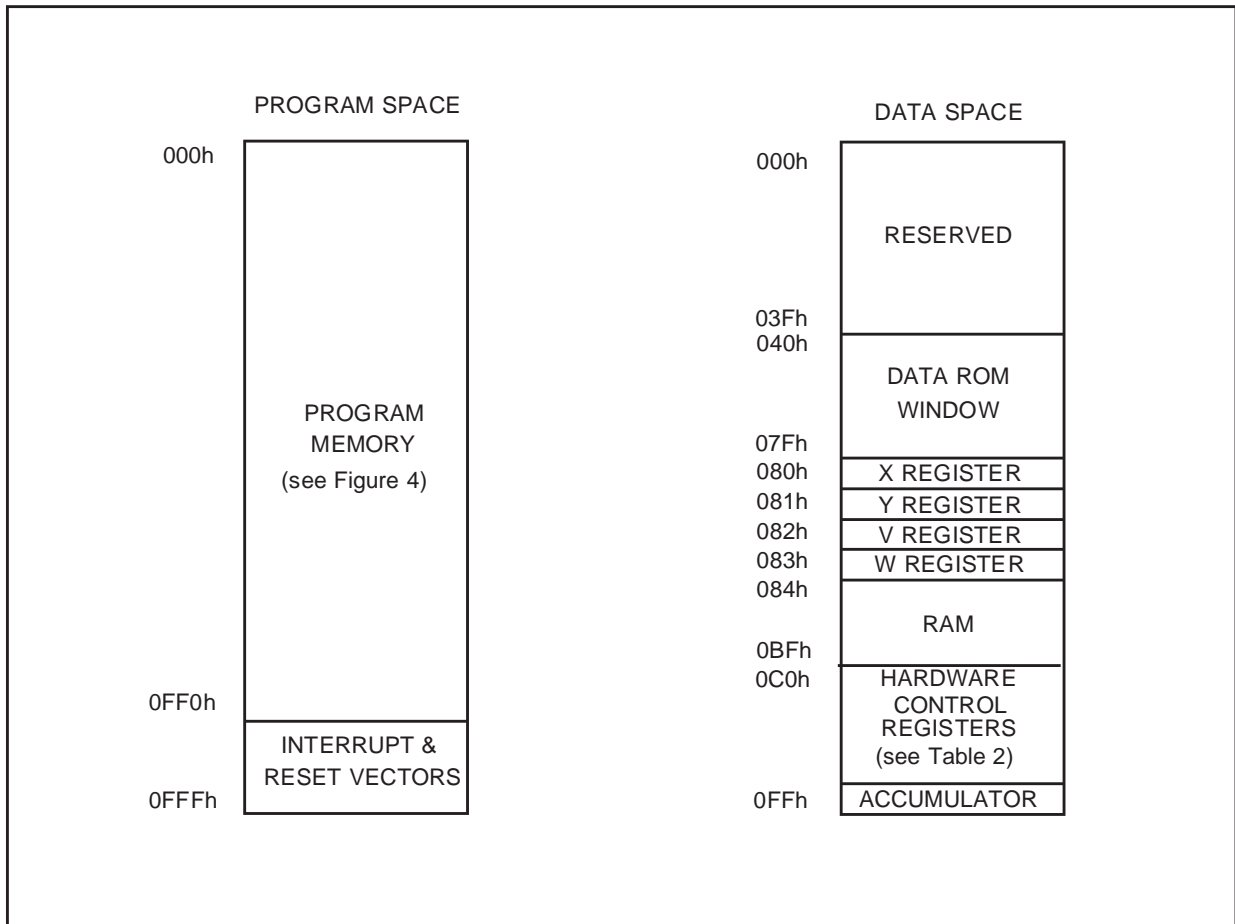 PROGRAM SPACE
000h
PROGRAM
MEMORY
(see Figure 4)
0FF0h
INTERRUPT &
RESET VECTORS
0FFFh
DATA SPACE
000h
RESERVED
03Fh
040h
DATA ROM
WINDOW
07Fh
080h
X REGISTER
081h
Y REGISTER
082h
V REGISTER
083h
W REGISTER
084h
RAM
0BFh
0C0h
HARDWARE
CONTROL
REGISTERS
(see Table 2)
0FFh
ACCUMULATOR